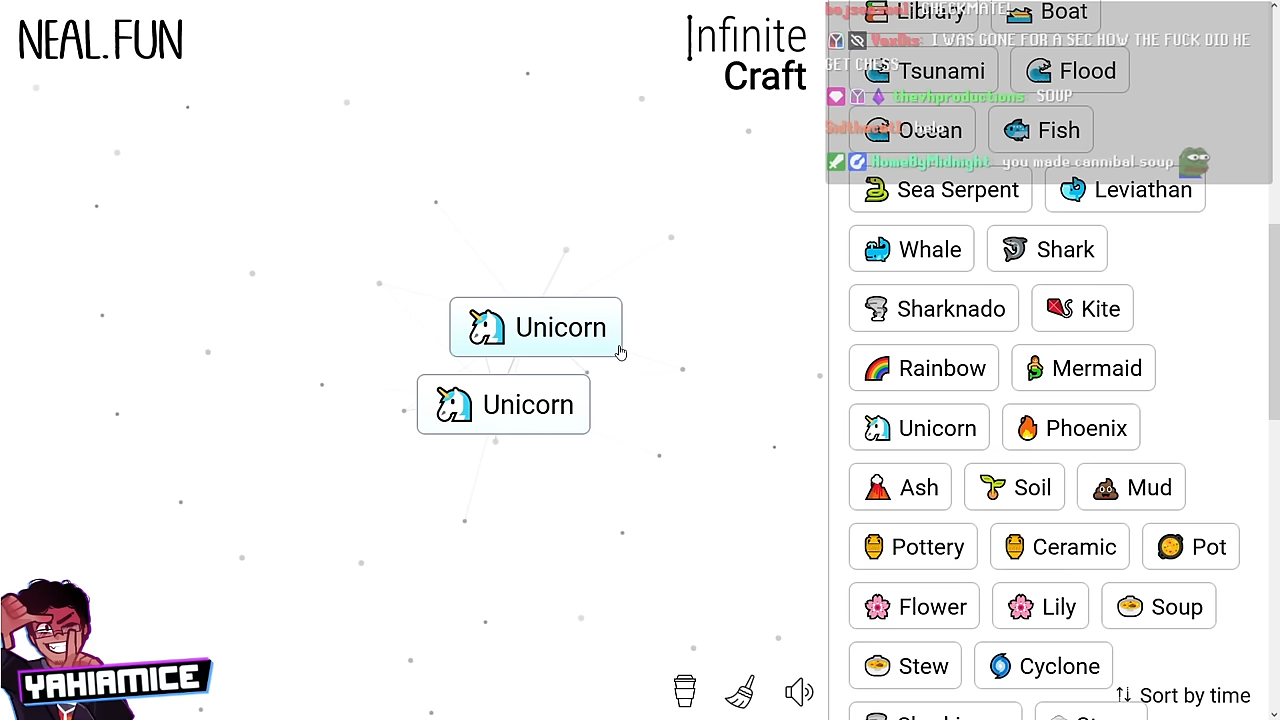 NEAL.FUN
Infinite
Craft
Library
Boat
CHECKMATE!
I WAS GONE FOR A SEC HOW THE FUCK DID HE
GET CHESS
Tsunami
Flood
thevhproductions: SOUP
Ocean
Fish
HomeByMidnight: you made cannibal soup
Sea Serpent
Leviathan
Whale
Shark
Sharknado
Kite
Rainbow
Mermaid
Unicorn
Phoenix
Ash
Soil
Mud
Pottery
Ceramic
Pot
Flower
Lily
Soup
Stew
Cyclone
Sort by time
Unicorn
Unicorn
YAHIAMICE